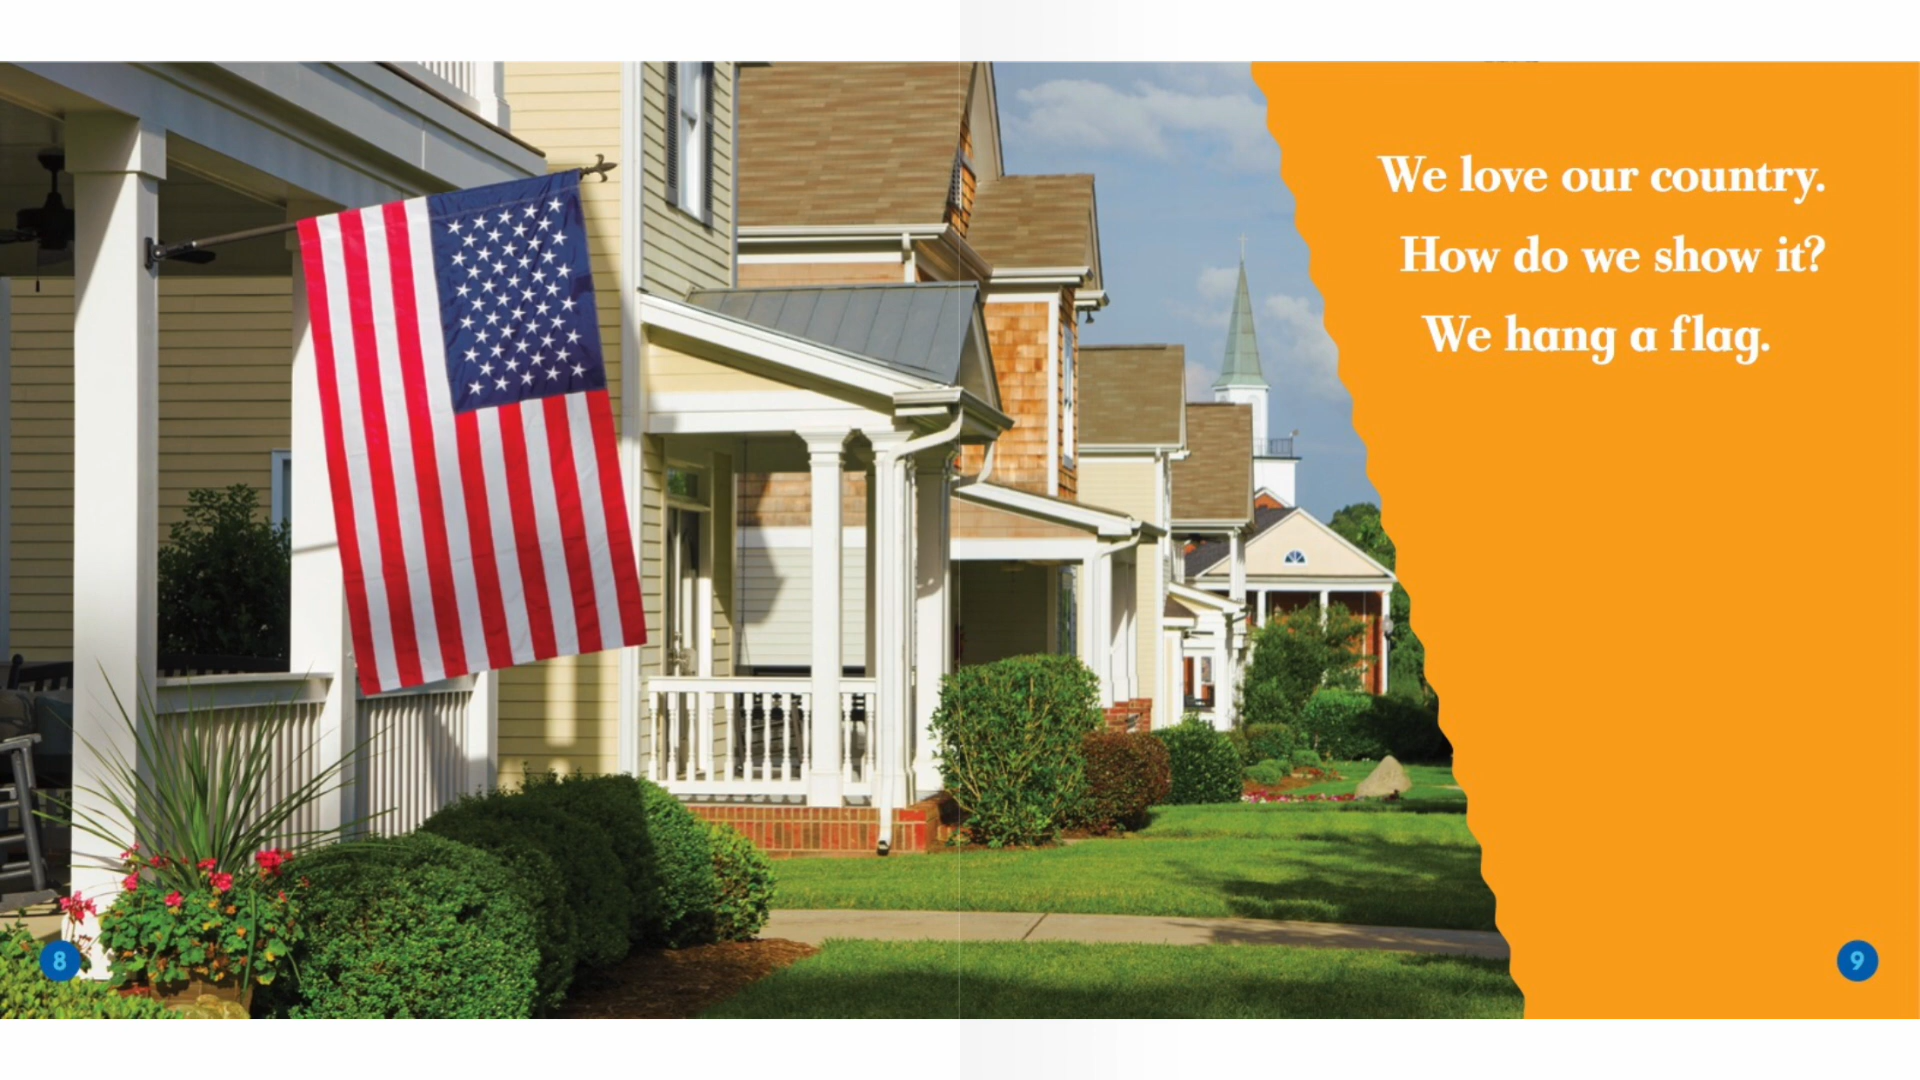 We love our country.
How do we show it?
We hang a flag.
8
9